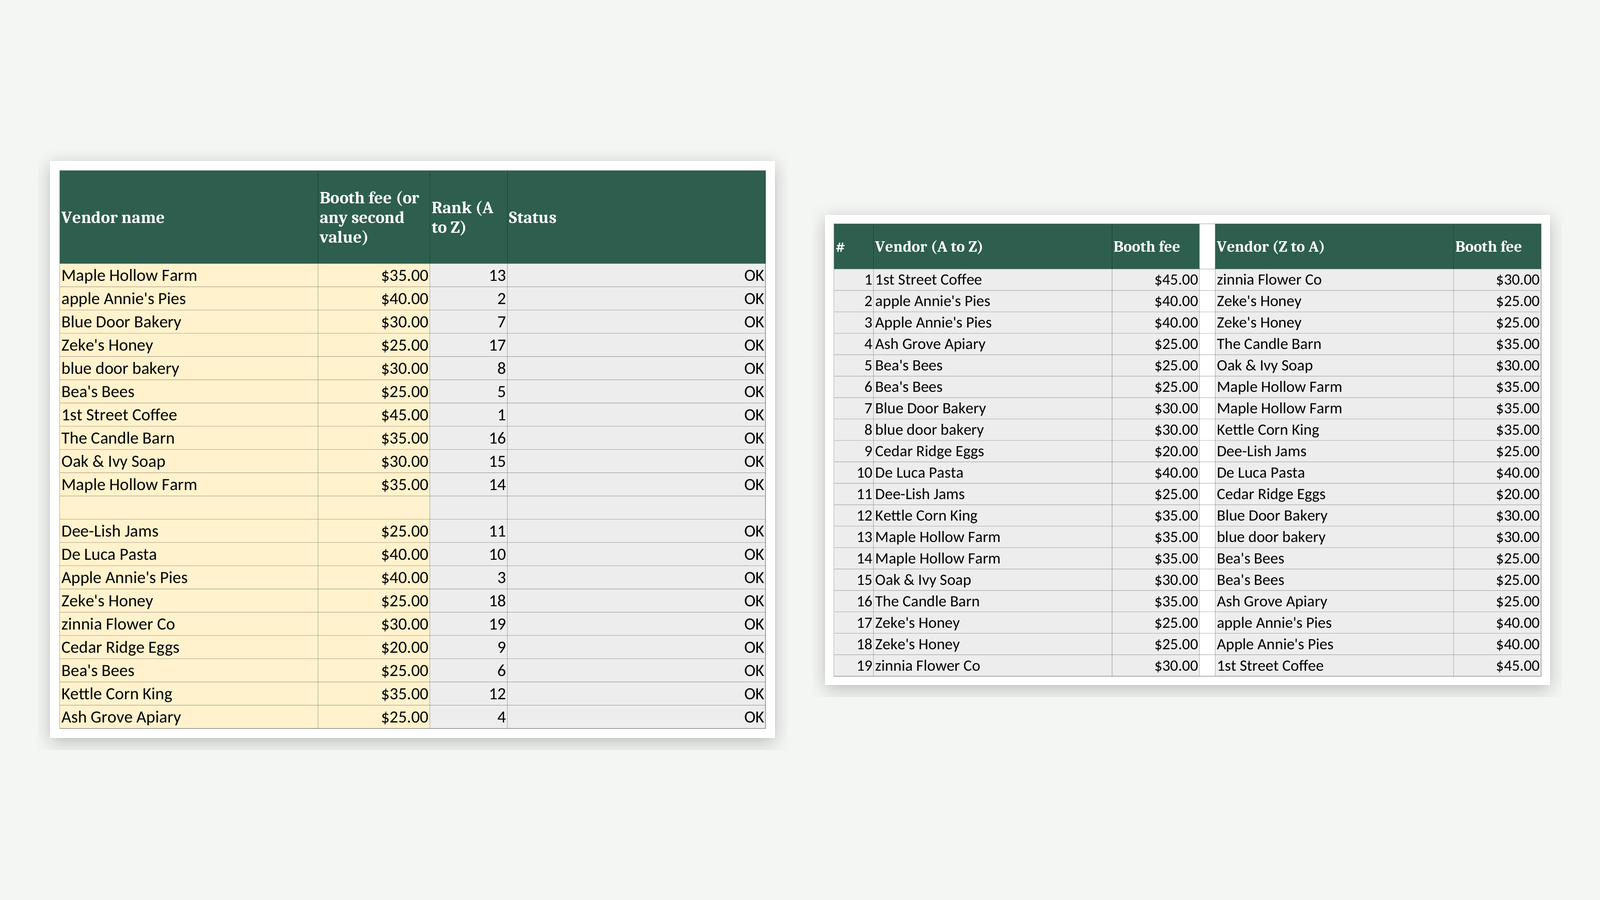 Vendor name Booth fee (or any second value) Rank (A to Z) Status
Maple Hollow Farm $35.00 13 OK
apple Annie's Pies $40.00 2 OK
Blue Door Bakery $30.00 7 OK
Zeke's Honey $25.00 17 OK
blue door bakery $30.00 8 OK
Bea's Bees $25.00 5 OK
1st Street Coffee $45.00 1 OK
The Candle Barn $35.00 16 OK
Oak & Ivy Soap $30.00 15 OK
Maple Hollow Farm $35.00 14 OK
Dee-Lish Jams $25.00 11 OK
De Luca Pasta $40.00 10 OK
Apple Annie's Pies $40.00 3 OK
Zeke's Honey $25.00 18 OK
zinnia Flower Co $30.00 19 OK
Cedar Ridge Eggs $20.00 9 OK
Bea's Bees $25.00 6 OK
Kettle Corn King $35.00 12 OK
Ash Grove Apiary $25.00 4 OK
# Vendor (A to Z) Booth fee Vendor (Z to A) Booth fee
1 1st Street Coffee $45.00 zinnia Flower Co $30.00
2 apple Annie's Pies $40.00 Zeke's Honey $25.00
3 Apple Annie's Pies $40.00 Zeke's Honey $25.00
4 Ash Grove Apiary $25.00 The Candle Barn $35.00
5 Bea's Bees $25.00 Oak & Ivy Soap $30.00
6 Bea's Bees $25.00 Maple Hollow Farm $35.00
7 Blue Door Bakery $30.00 Maple Hollow Farm $35.00
8 blue door bakery $30.00 Kettle Corn King $35.00
9 Cedar Ridge Eggs $20.00 Dee-Lish Jams $25.00
10 De Luca Pasta $40.00 De Luca Pasta $40.00
11 Dee-Lish Jams $25.00 Cedar Ridge Eggs $20.00
12 Kettle Corn King $35.00 Blue Door Bakery $30.00
13 Maple Hollow Farm $35.00 blue door bakery $30.00
14 Maple Hollow Farm $35.00 Bea's Bees $25.00
15 Oak & Ivy Soap $30.00 Bea's Bees $25.00
16 The Candle Barn $35.00 Ash Grove Apiary $25.00
17 Zeke's Honey $25.00 apple Annie's Pies $40.00
18 Zeke's Honey $25.00 Apple Annie's Pies $40.00
19 zinnia Flower Co $30.00 1st Street Coffee $45.00